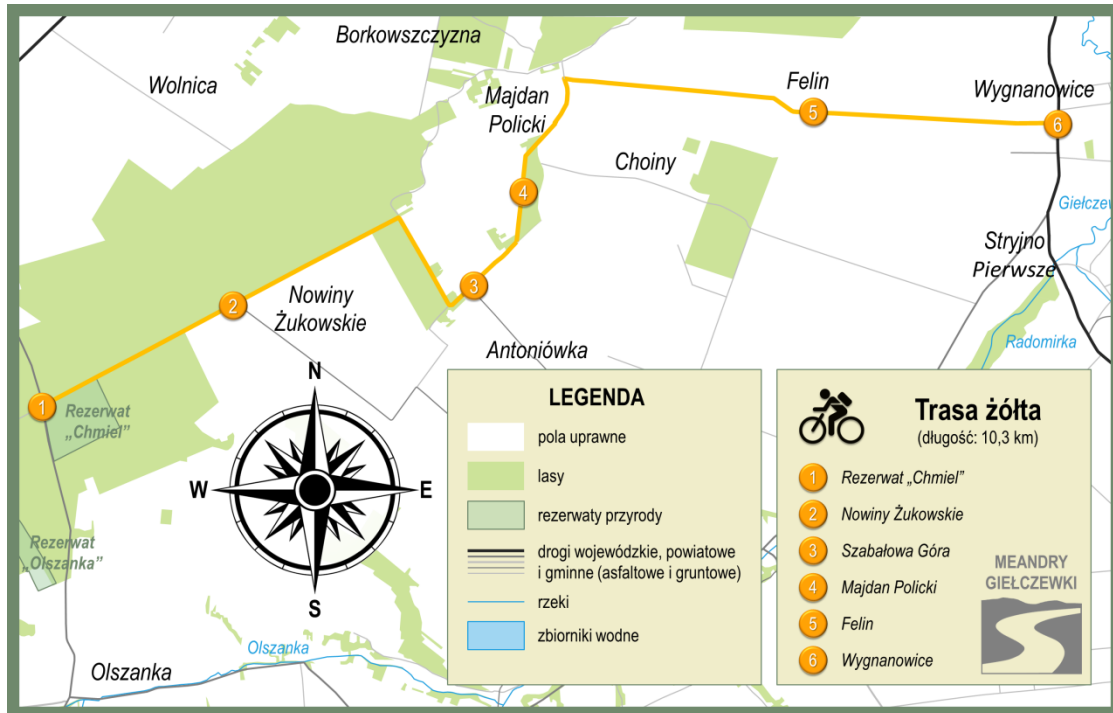 Borkowszczyzna
Wolnica
Majdan
Policki
Felin
Wygnanowice
5
6
Choiny
4
Giełczew
Stryjno
Pierwsze
3
2
Nowiny
Żukowskie
Radomirka
Antoniówka
N
1
Rezerwat
„Chmiel”
W
E
S
Rezerwat
„Olszanka”
Olszanka
Olszanka
LEGENDA
pola uprawne
lasy
rezerwaty przyrody
drogi wojewódzkie, powiatowe
i gminne (asfaltowe i gruntowe)
rzeki
zbiorniki wodne
Trasa żółta
(długość: 10,3 km)
1 Rezerwat „Chmiel”
2 Nowiny Żukowskie
3 Szabałowa Góra
4 Majdan Policki
5 Felin
6 Wygnanowice
MEANDRY
GIEŁCZEWKI